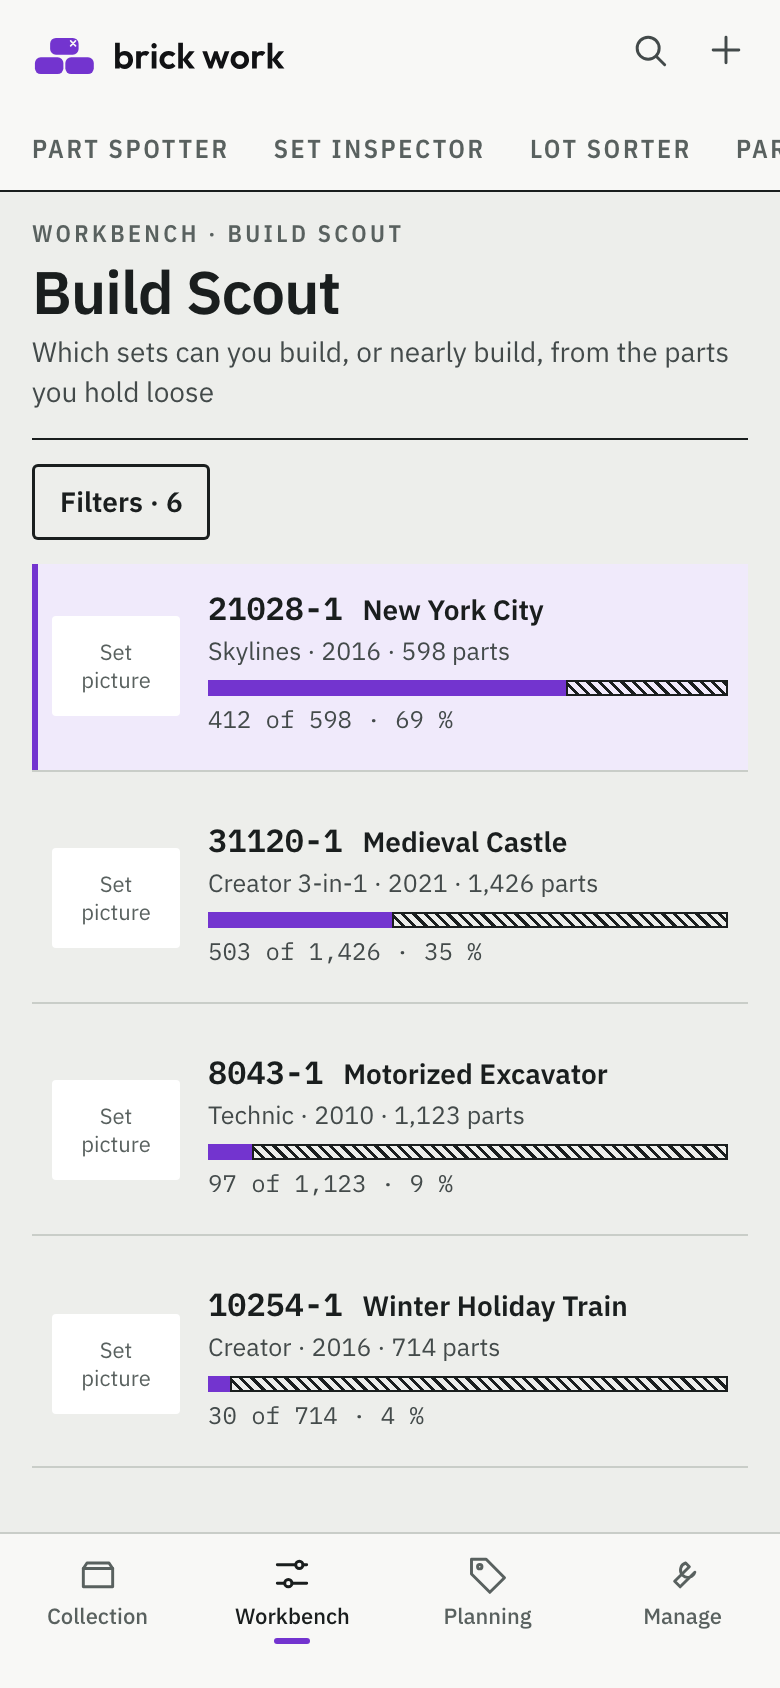 brick work
PART SPOTTER SET INSPECTOR LOT SORTER PAR
WORKBENCH · BUILD SCOUT
Build Scout
Which sets can you build, or nearly build, from the parts
you hold loose
Filters · 6
Set
picture
21028-1 New York City
Skylines · 2016 · 598 parts
412 of 598 · 69 %
Set
picture
31120-1 Medieval Castle
Creator 3-in-1 · 2021 · 1,426 parts
503 of 1,426 · 35 %
Set
picture
8043-1 Motorized Excavator
Technic · 2010 · 1,123 parts
97 of 1,123 · 9 %
Set
picture
10254-1 Winter Holiday Train
Creator · 2016 · 714 parts
30 of 714 · 4 %
Collection Workbench Planning Manage